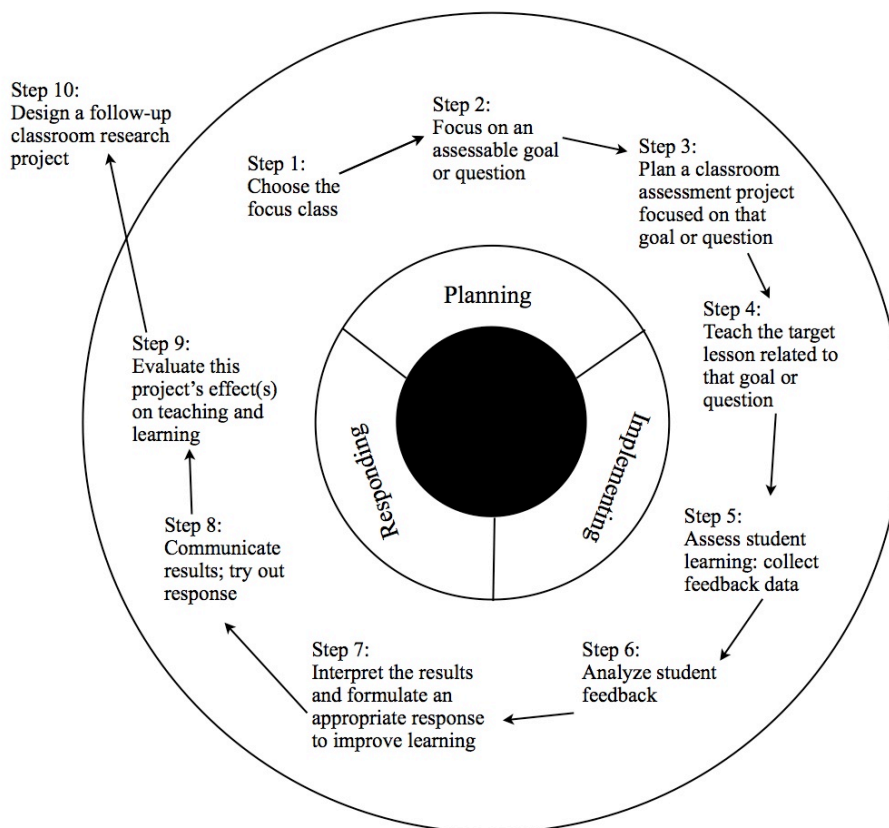 Step 1:
Choose the
focus class
Step 2:
Focus on an
assessable goal
or question
Step 3:
Plan a classroom
assessment project
focused on that
goal or question
Step 4:
Teach the target
lesson related to
that goal or
question
Step 5:
Assess student
learning: collect
feedback data
Step 6:
Analyze student
feedback
Step 7:
Interpret the results
and formulate an
appropriate response
to improve learning
Step 8:
Communicate
results; try out
response
Step 9:
Evaluate this
project’s effect(s)
on teaching and
learning
Step 10:
Design a follow-up
classroom research
project
Planning
Implementing
Responding